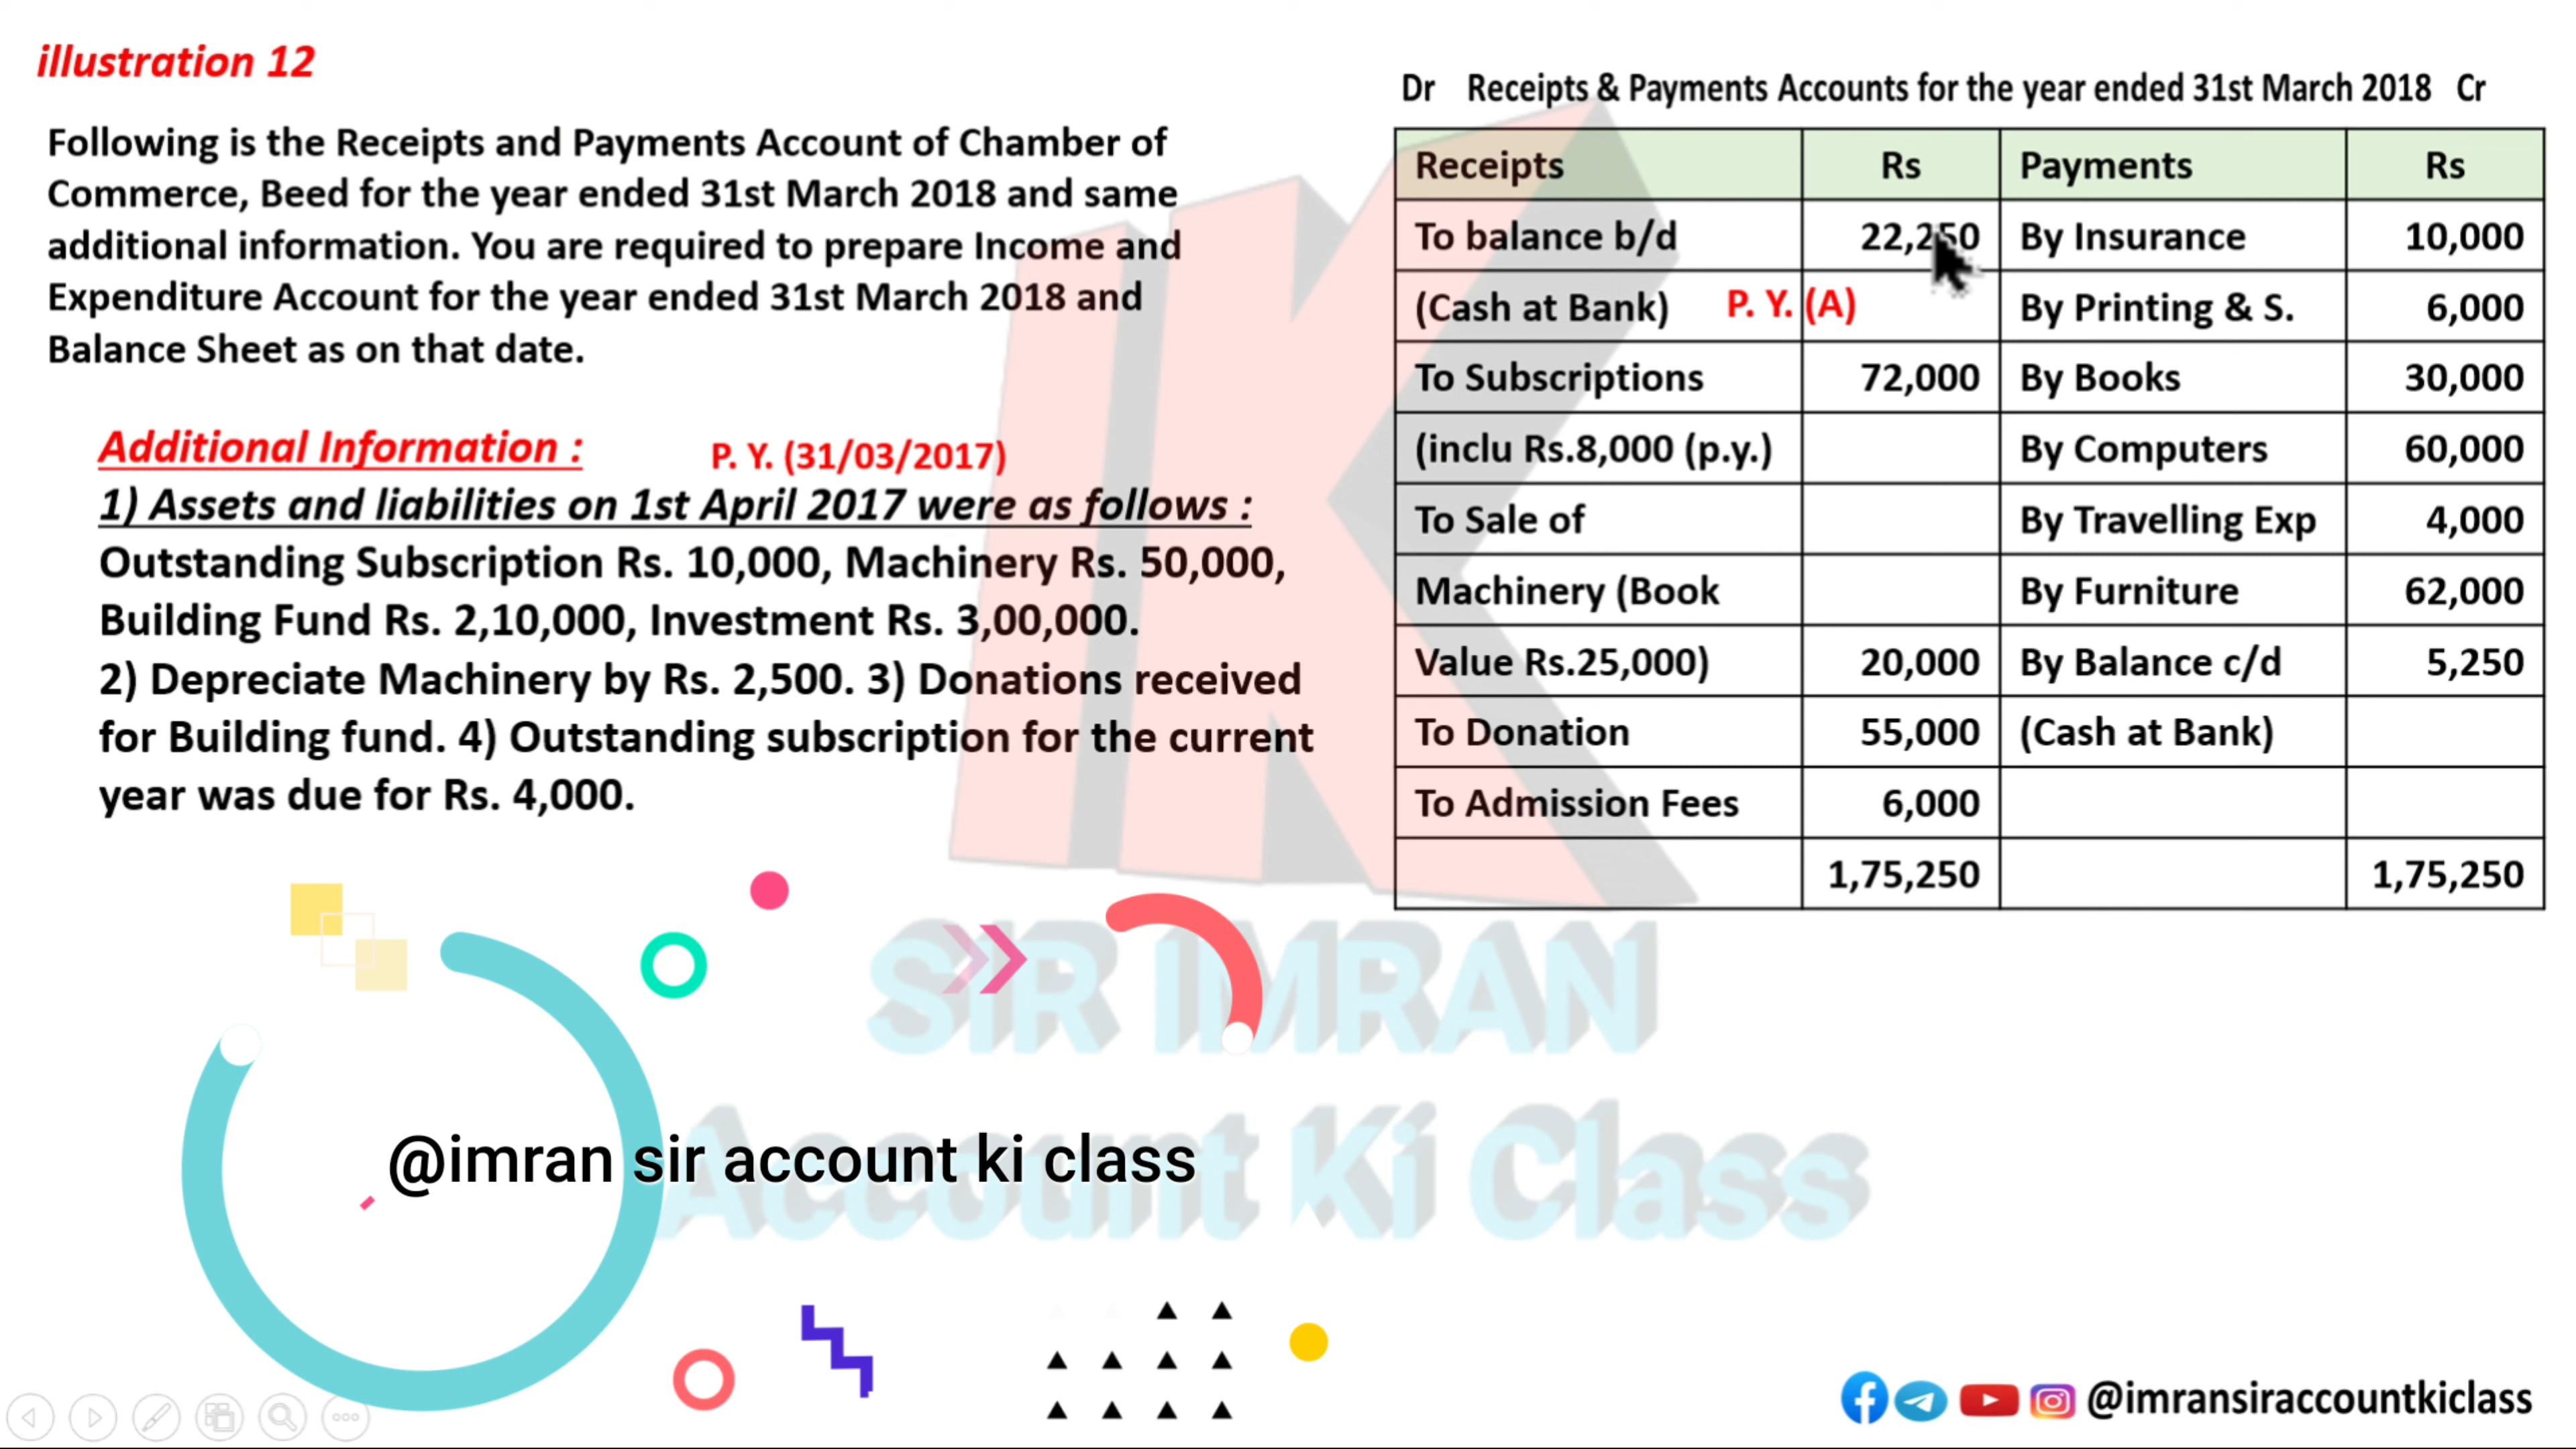 illustration 12
Following is the Receipts and Payments Account of Chamber of
Commerce, Beed for the year ended 31st March 2018 and same
additional information. You are required to prepare Income and
Expenditure Account for the year ended 31st March 2018 and
Balance Sheet as on that date.
Additional Information : P. Y. (31/03/2017)
1) Assets and liabilities on 1st April 2017 were as follows :
Outstanding Subscription Rs. 10,000, Machinery Rs. 50,000,
Building Fund Rs. 2,10,000, Investment Rs. 3,00,000.
2) Depreciate Machinery by Rs. 2,500. 3) Donations received
for Building fund. 4) Outstanding subscription for the current
year was due for Rs. 4,000.
Dr Receipts & Payments Accounts for the year ended 31st March 2018 Cr
Receipts Rs Payments Rs
To balance b/d 22,250 By Insurance 10,000
(Cash at Bank) P. Y. (A) By Printing & S. 6,000
To Subscriptions 72,000 By Books 30,000
(inclu Rs.8,000 (p.y.) By Computers 60,000
To Sale of By Travelling Exp 4,000
Machinery (Book By Furniture 62,000
Value Rs.25,000) 20,000 By Balance c/d 5,250
To Donation 55,000 (Cash at Bank)
To Admission Fees 6,000
1,75,250 1,75,250
SIR IMRAN
Account Ki Class
@imran sir account ki class
@imransiraccountkiclass